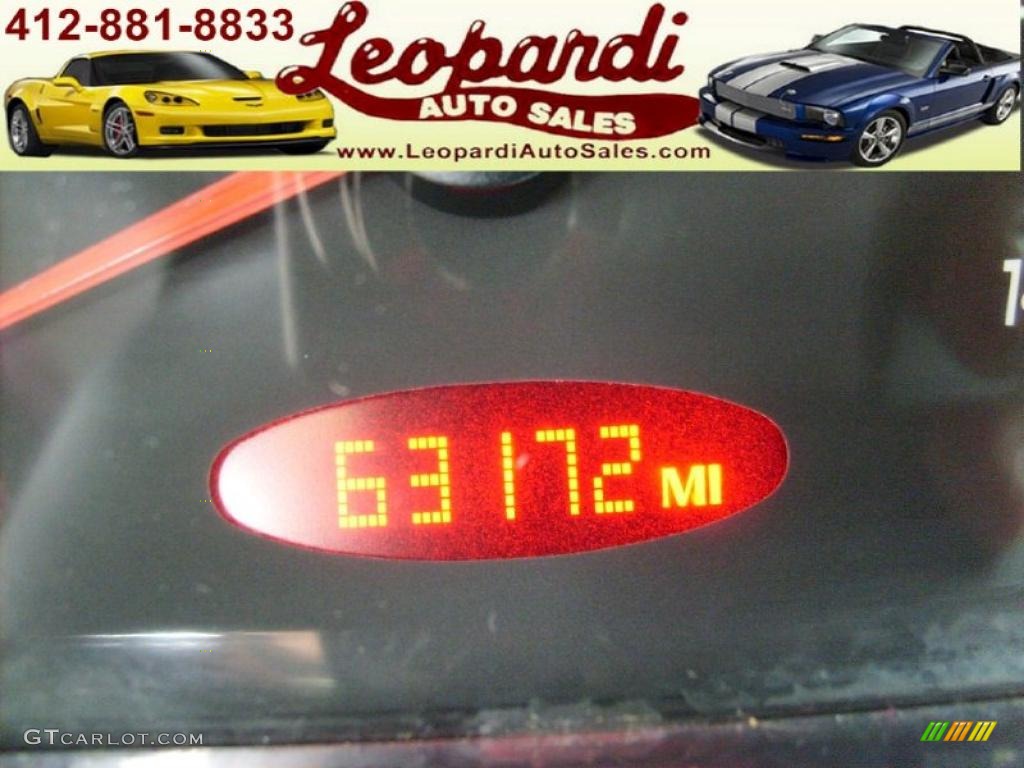 412-881-8833
Leopardi
AUTO SALES
www.LeopardiAutoSales.com
63172 MI
GTCARLOT.COM